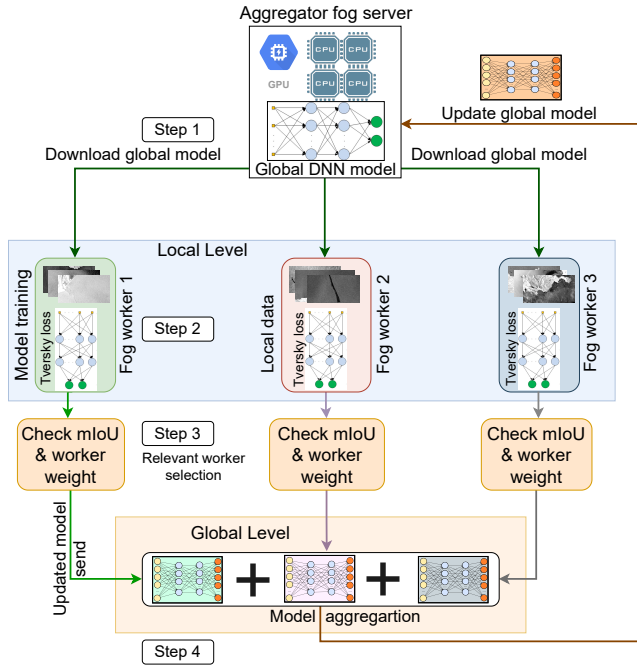 Aggregator fog server
CPU
CPU
GPU
CPU
CPU
Update global model
Step 1
Download global model
Download global model
Global DNN model
Local Level
Model training
Tversky loss
Fog worker 1
Step 2
Local data
Tversky loss
Fog worker 2
Tversky loss
Fog worker 3
Check mIoU
& worker
weight
Step 3
Relevant worker
selection
Check mIoU
& worker
weight
Check mIoU
& worker
weight
Updated model
send
Global Level
Model aggregartion
Step 4